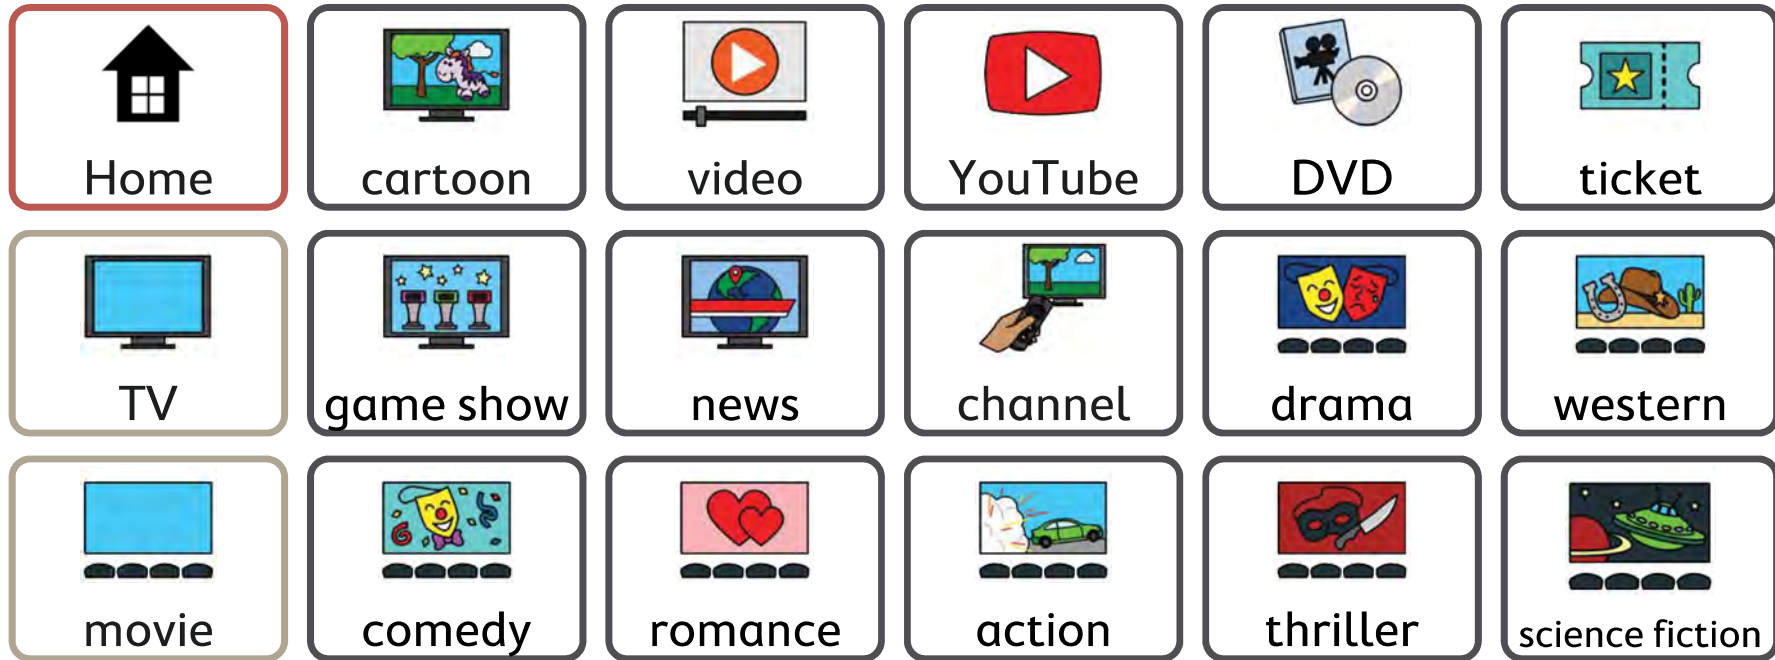 Home
cartoon
video
YouTube
DVD
ticket
TV
game show
news
channel
drama
western
movie
comedy
romance
action
thriller
science fiction